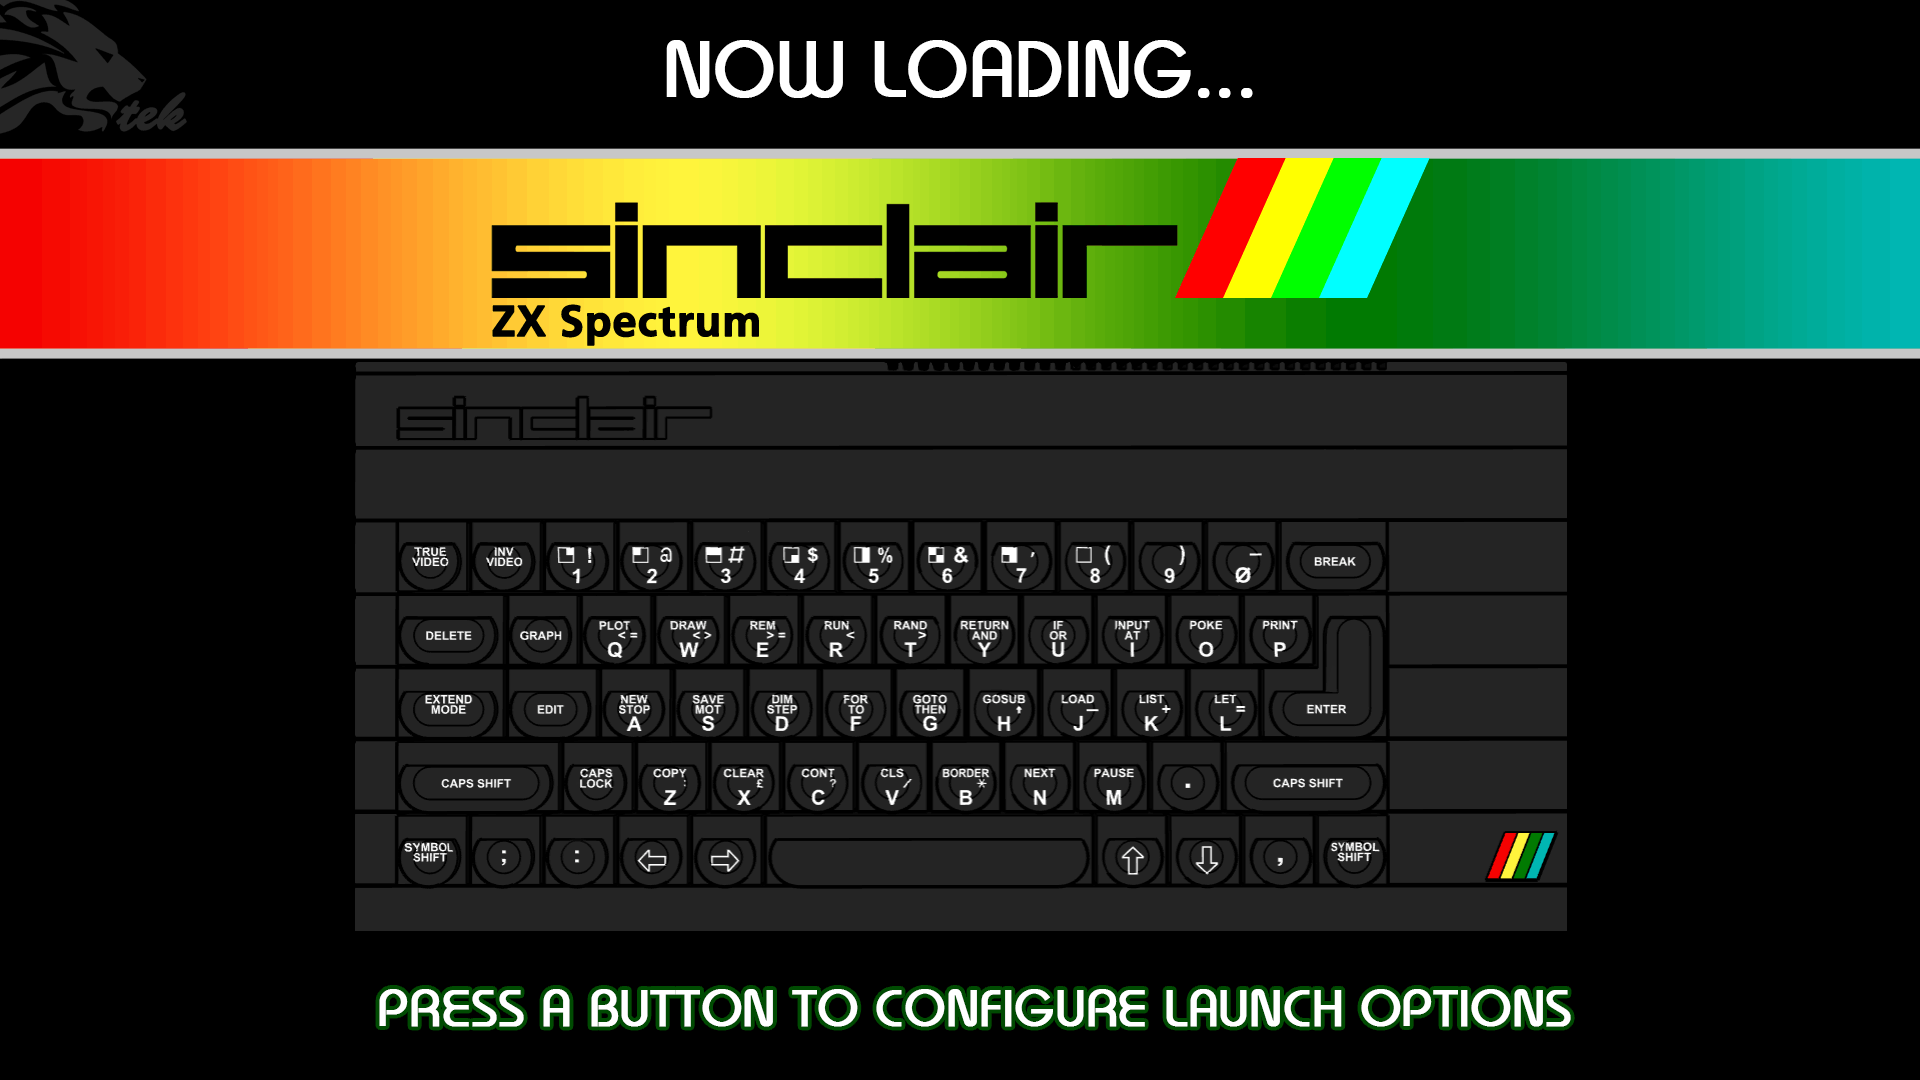 NOW LOADING...
tek
sinclair
ZX Spectrum
sinclair
TRUE VIDEO INV VIDEO ! 1 @ 2 # 3 $ 4 % 5 & 6 ' 7 ( 8 ) 9 _ Ø BREAK
DELETE GRAPH PLOT <= Q DRAW <> W REM >= E RUN < R RAND > T RETURN AND Y IF OR U INPUT AT I POKE O PRINT P
EXTEND MODE EDIT NEW STOP A SAVE MOT S DIM STEP D FOR TO F GOTO THEN G GOSUB ↑ H LOAD — J LIST + K LET = L ENTER
CAPS SHIFT CAPS LOCK COPY : Z CLEAR £ X CONT ? C CLS / V BORDER * B NEXT N PAUSE M . CAPS SHIFT
SYMBOL SHIFT ; : ⇦ ⇨ ⇧ ⇩ , SYMBOL SHIFT
PRESS A BUTTON TO CONFIGURE LAUNCH OPTIONS